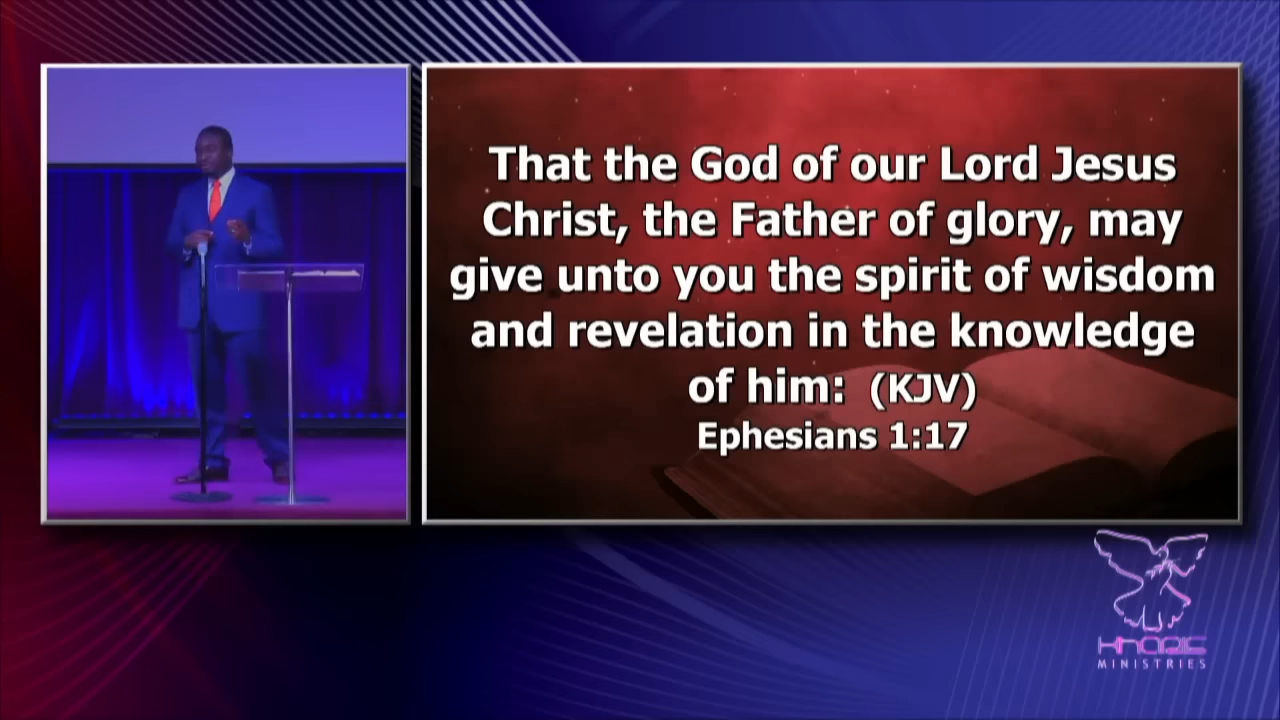 That the God of our Lord Jesus
Christ, the Father of glory, may
give unto you the spirit of wisdom
and revelation in the knowledge
of him: (KJV)
Ephesians 1:17
KHARIS
MINISTRIES